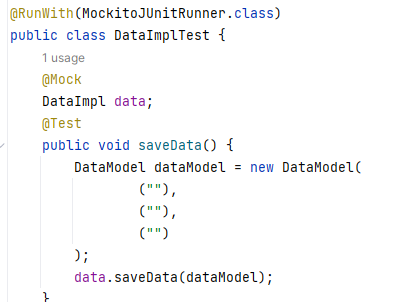 @RunWith(MockitoJUnitRunner.class)
public class DataImplTest {
1 usage
@Mock
DataImpl data;
@Test
public void saveData() {
DataModel dataModel = new DataModel(
(""),
(""),
("")
);
data.saveData(dataModel);
}